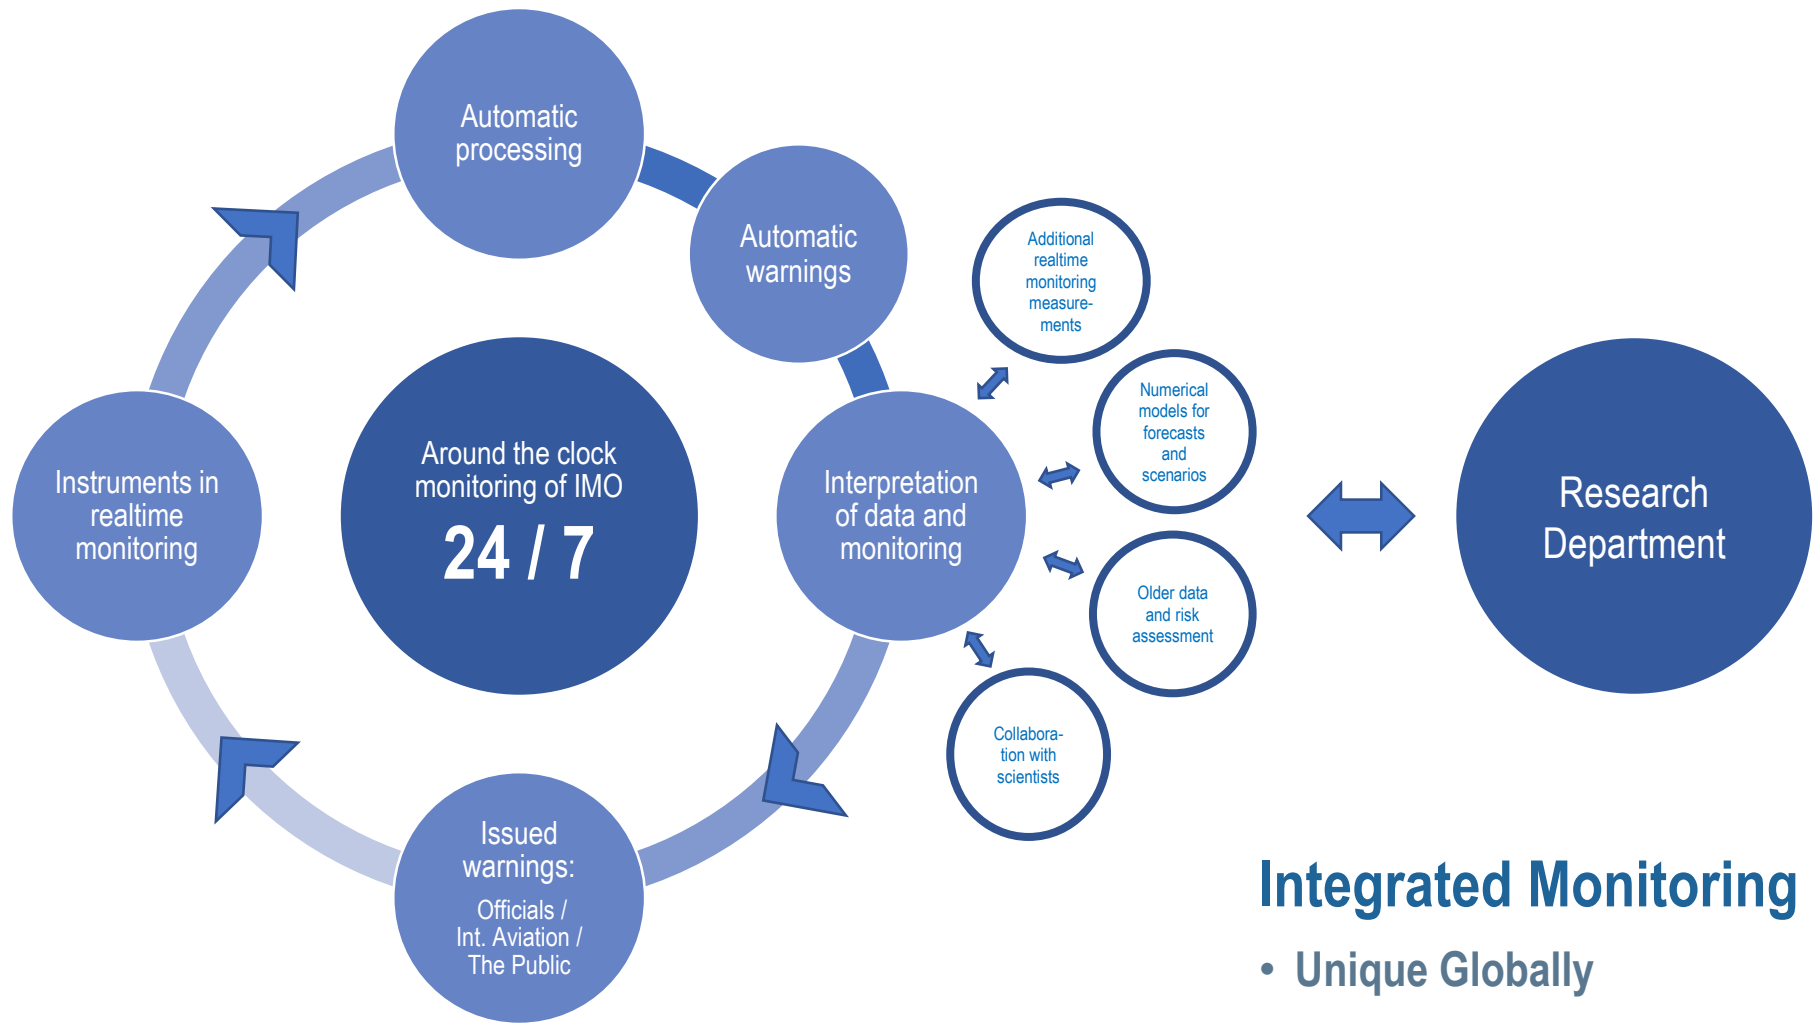 Automatic
processing
Automatic
warnings
Additional
realtime
monitoring
measure-
ments
Numerical
models for
forecasts
and
scenarios
Around the clock
monitoring of IMO
24 / 7
Instruments in
realtime
monitoring
Interpretation
of data and
monitoring
Research
Department
Older data
and risk
assessment
Collabora-
tion with
scientists
Issued
warnings:
Officials /
Int. Aviation /
The Public
Integrated Monitoring
• Unique Globally